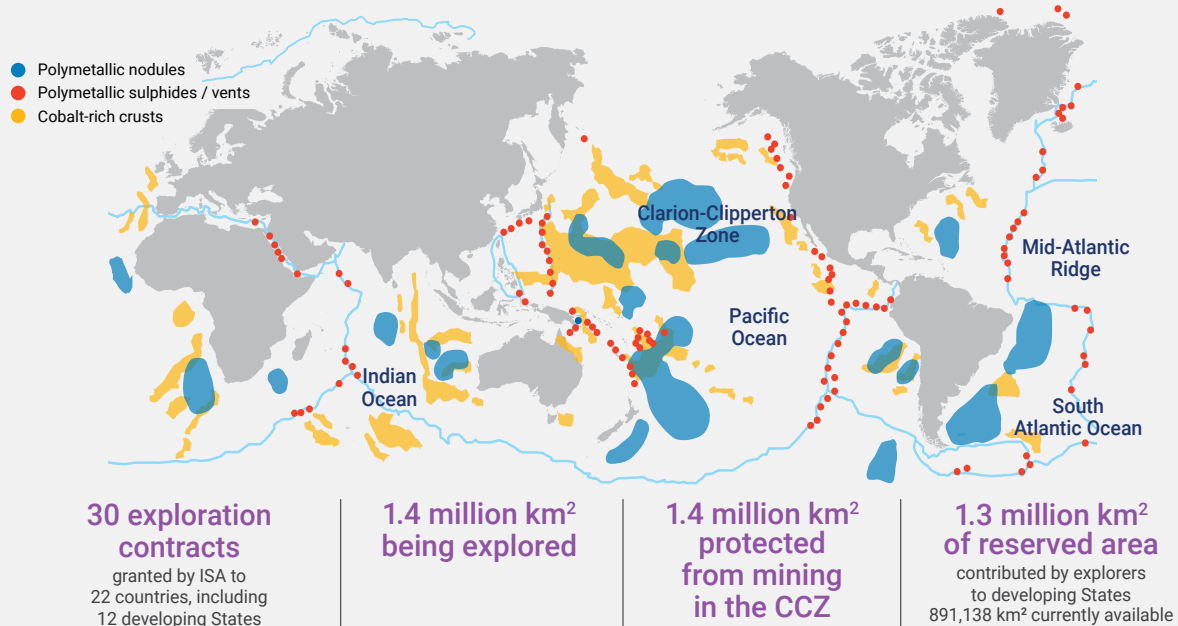 Polymetallic nodules
Polymetallic sulphides / vents
Cobalt-rich crusts
Clarion-Clipperton
Zone
Mid-Atlantic
Ridge
Pacific
Ocean
Indian
Ocean
South
Atlantic Ocean
30 exploration
contracts
granted by ISA to
22 countries, including
12 developing States
1.4 million km²
being explored
1.4 million km²
protected
from mining
in the CCZ
1.3 million km²
of reserved area
contributed by explorers
to developing States
891,138 km² currently available